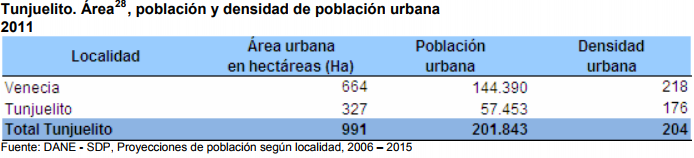 Tunjuelito. Área28, población y densidad de población urbana
2011
Localidad Área urbana en hectáreas (Ha) Población urbana Densidad urbana
Venecia 664 144.390 218
Tunjuelito 327 57.453 176
Total Tunjuelito 991 201.843 204
Fuente: DANE - SDP, Proyecciones de población según localidad, 2006 – 2015